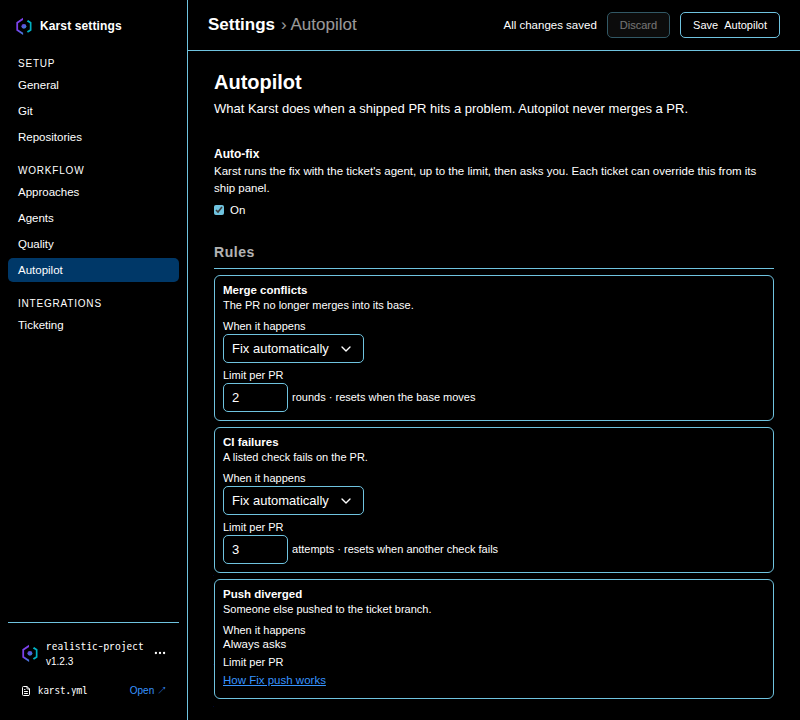 Karst settings
SETUP
General
Git
Repositories
WORKFLOW
Approaches
Agents
Quality
Autopilot
INTEGRATIONS
Ticketing
realistic-project
v1.2.3
karst.yml Open ↗
Settings › Autopilot
All changes saved Discard Save Autopilot
Autopilot
What Karst does when a shipped PR hits a problem. Autopilot never merges a PR.
Auto-fix
Karst runs the fix with the ticket's agent, up to the limit, then asks you. Each ticket can override this from its
ship panel.
On
Rules
Merge conflicts
The PR no longer merges into its base.
When it happens
Fix automatically
Limit per PR
2 rounds · resets when the base moves
CI failures
A listed check fails on the PR.
When it happens
Fix automatically
Limit per PR
3 attempts · resets when another check fails
Push diverged
Someone else pushed to the ticket branch.
When it happens
Always asks
Limit per PR
How Fix push works